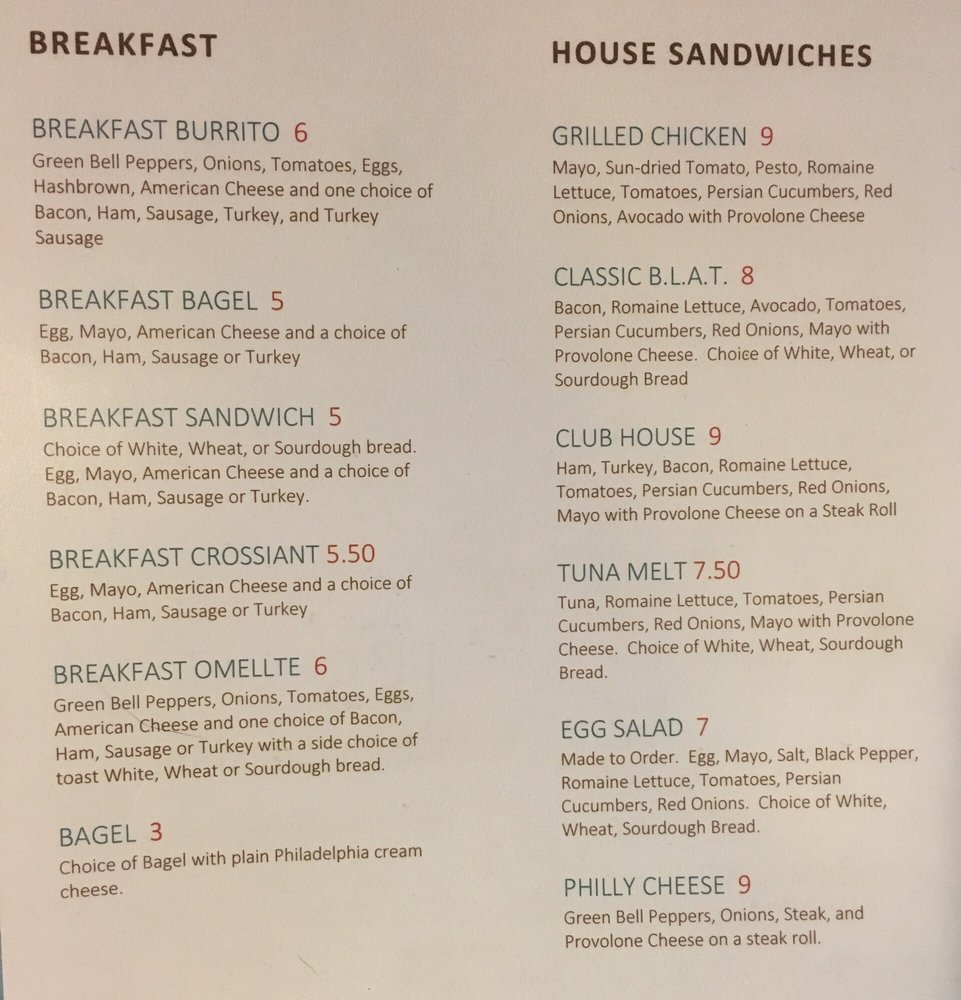 BREAKFAST
BREAKFAST BURRITO 6
Green Bell Peppers, Onions, Tomatoes, Eggs,
Hashbrown, American Cheese and one choice of
Bacon, Ham, Sausage, Turkey, and Turkey
Sausage
BREAKFAST BAGEL 5
Egg, Mayo, American Cheese and a choice of
Bacon, Ham, Sausage or Turkey
BREAKFAST SANDWICH 5
Choice of White, Wheat, or Sourdough bread.
Egg, Mayo, American Cheese and a choice of
Bacon, Ham, Sausage or Turkey.
BREAKFAST CROSSIANT 5.50
Egg, Mayo, American Cheese and a choice of
Bacon, Ham, Sausage or Turkey
BREAKFAST OMELLTE 6
Green Bell Peppers, Onions, Tomatoes, Eggs,
American Cheese and one choice of Bacon,
Ham, Sausage or Turkey with a side choice of
toast White, Wheat or Sourdough bread.
BAGEL 3
Choice of Bagel with plain Philadelphia cream
cheese.
HOUSE SANDWICHES
GRILLED CHICKEN 9
Mayo, Sun-dried Tomato, Pesto, Romaine
Lettuce, Tomatoes, Persian Cucumbers, Red
Onions, Avocado with Provolone Cheese
CLASSIC B.L.A.T. 8
Bacon, Romaine Lettuce, Avocado, Tomatoes,
Persian Cucumbers, Red Onions, Mayo with
Provolone Cheese. Choice of White, Wheat, or
Sourdough Bread
CLUB HOUSE 9
Ham, Turkey, Bacon, Romaine Lettuce,
Tomatoes, Persian Cucumbers, Red Onions,
Mayo with Provolone Cheese on a Steak Roll
TUNA MELT 7.50
Tuna, Romaine Lettuce, Tomatoes, Persian
Cucumbers, Red Onions, Mayo with Provolone
Cheese. Choice of White, Wheat, Sourdough
Bread.
EGG SALAD 7
Made to Order. Egg, Mayo, Salt, Black Pepper,
Romaine Lettuce, Tomatoes, Persian
Cucumbers, Red Onions. Choice of White,
Wheat, Sourdough Bread.
PHILLY CHEESE 9
Green Bell Peppers, Onions, Steak, and
Provolone Cheese on a steak roll.